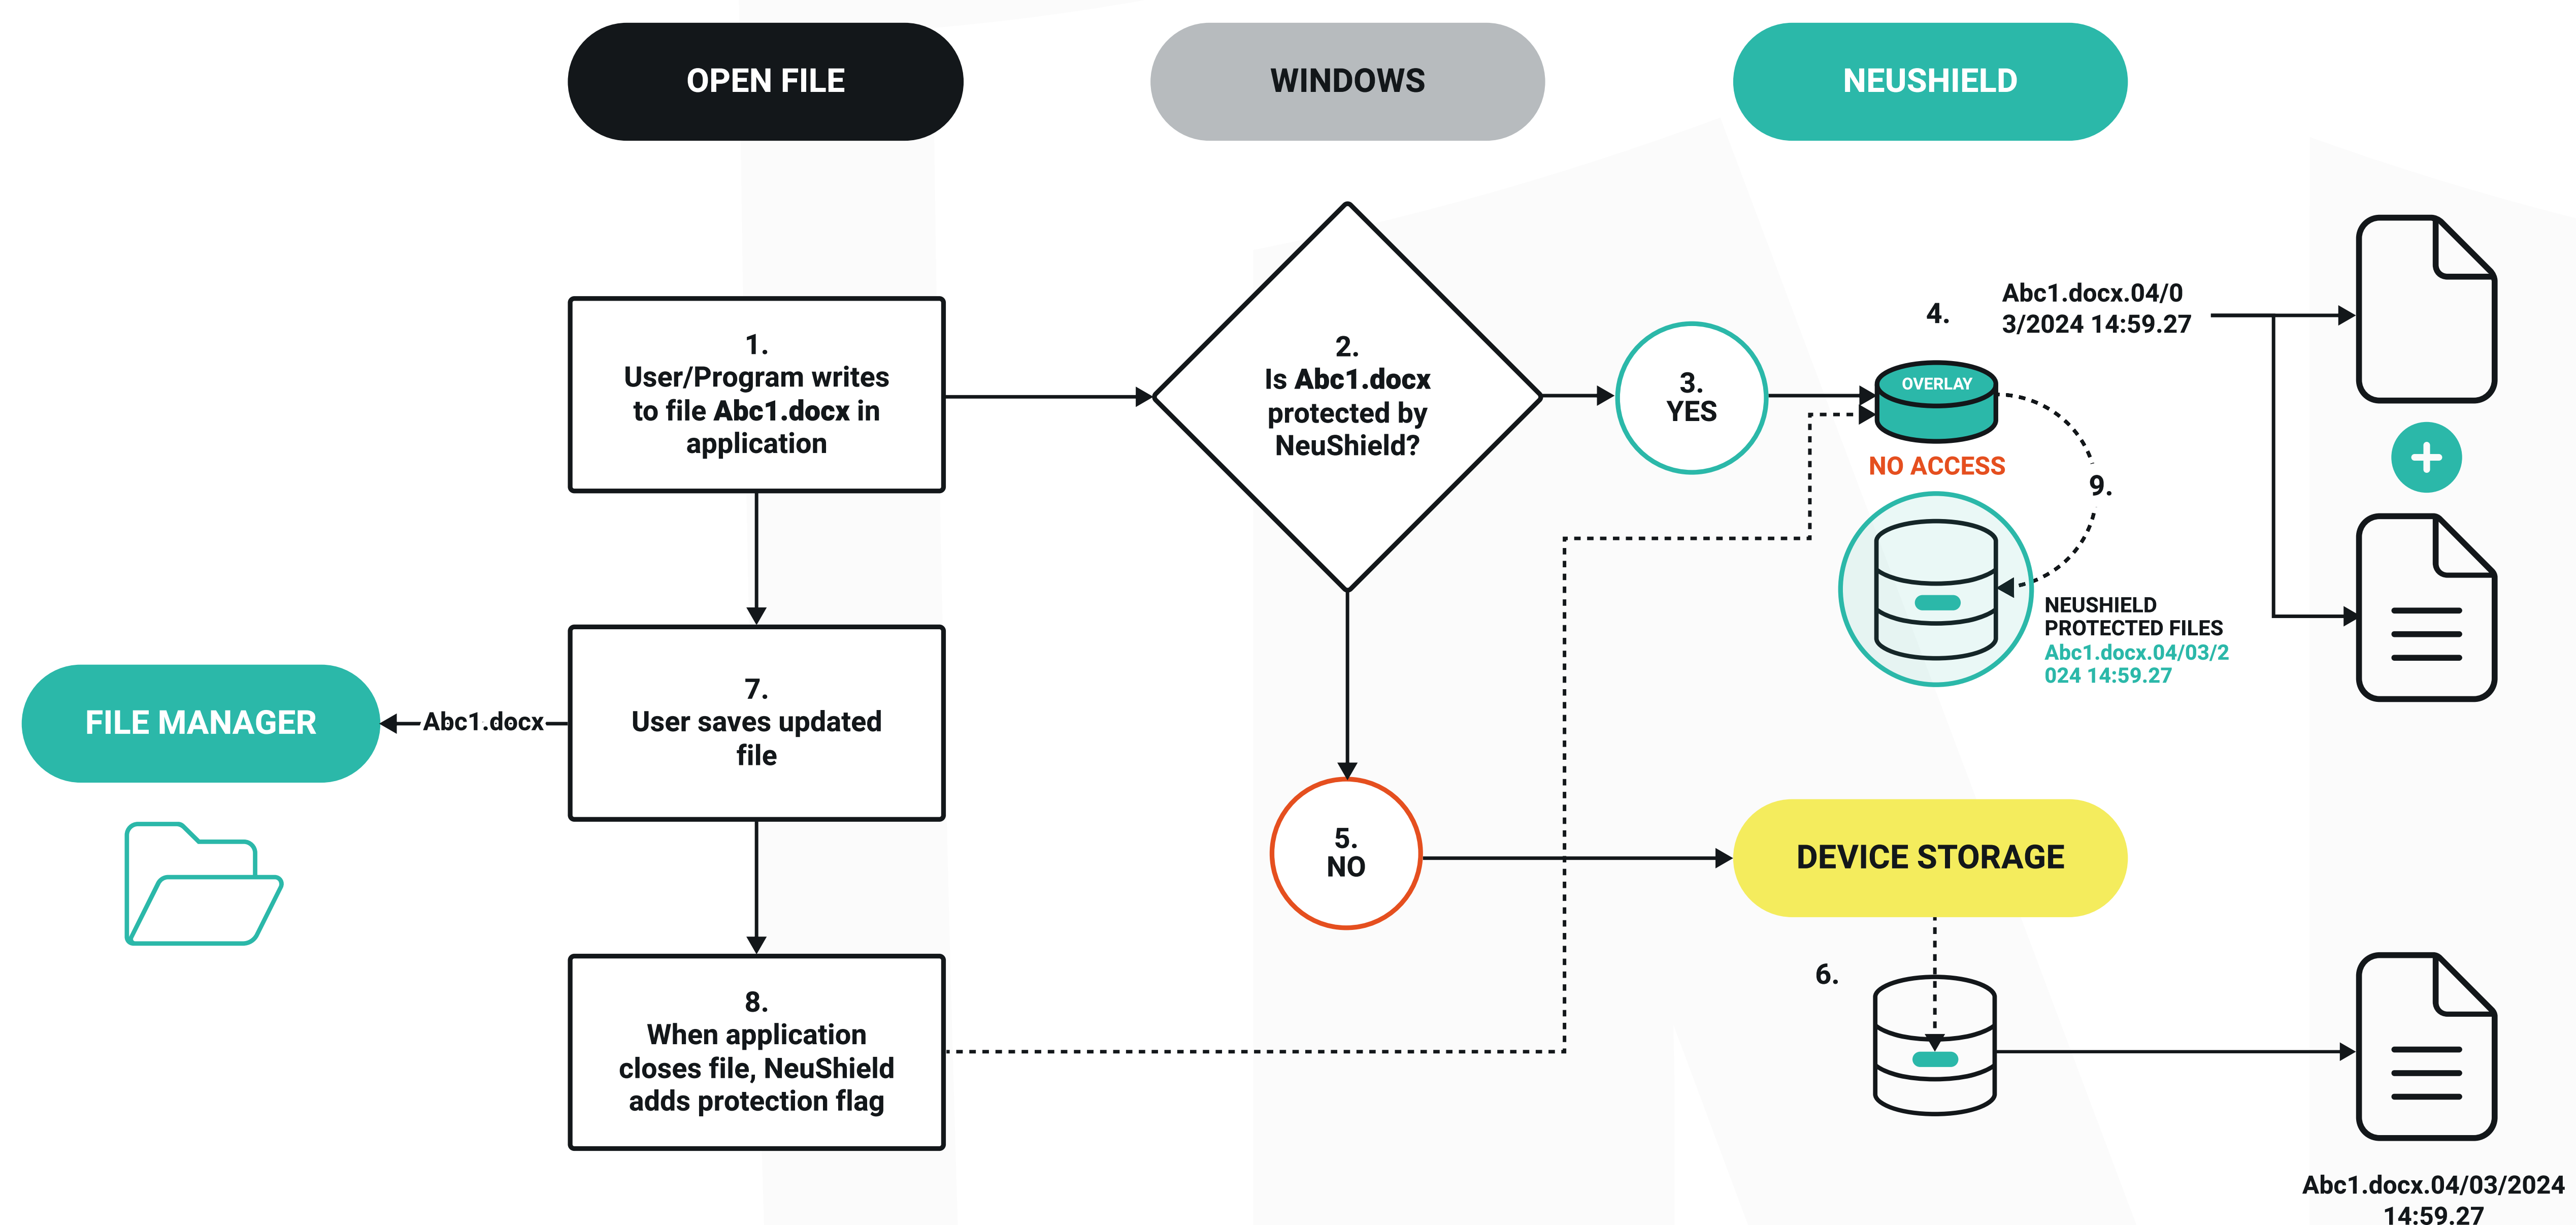 OPEN FILE
WINDOWS
NEUSHIELD
1.
User/Program writes
to file Abc1.docx in
application
2.
Is Abc1.docx
protected by
NeuShield?
3.
YES
4.
Abc1.docx.04/0
3/2024 14:59.27
OVERLAY
NO ACCESS
9.
NEUSHIELD
PROTECTED FILES
Abc1.docx.04/03/2
024 14:59.27
FILE MANAGER
Abc1.docx
7.
User saves updated
file
5.
NO
DEVICE STORAGE
6.
8.
When application
closes file, NeuShield
adds protection flag
Abc1.docx.04/03/2024
14:59.27